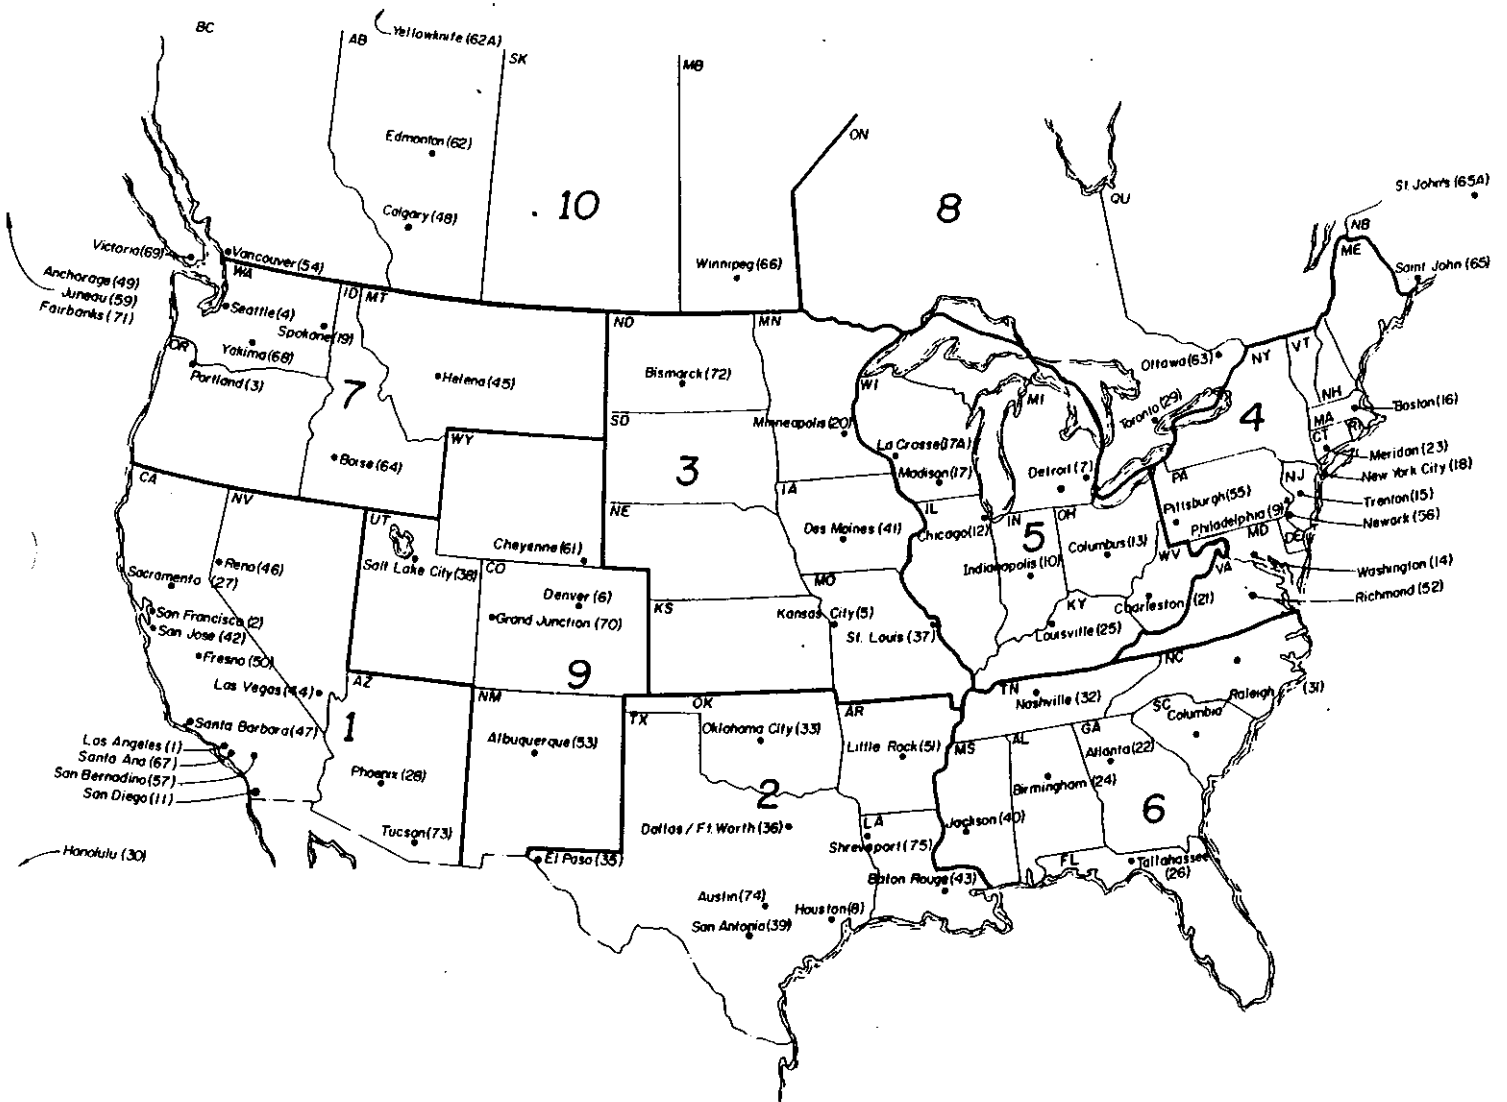 BC
Yellowknife (62A)
AB
SK
MB
ON
Edmonton (62)
10
8
QU
St. John's (65A)
Calgary (48)
NB
ME
Victoria (69)
Vancouver (54)
Winnipeg (66)
Saint John (65)
Anchorage (49)
Juneau (59)
Fairbanks (71)
WA
ID
MT
Seattle (4)
Spokane (19)
ND
MN
Yakima (68)
OR
Portland (3)
7
Helena (45)
Bismarck (72)
WI
MI
Ottawa (63)
NY
VT
NH
Toronto (29)
4
MA
RI
CT
Boston (16)
SD
Minneapolis (20)
WY
La Crosse (17A)
Madison (17)
Detroit (7)
Meridan (23)
New York City (18)
Boise (64)
3
PA
NJ
Trenton (15)
Newark (56)
CA
NV
IA
Pittsburgh (55)
Philadelphia (9)
UT
NE
IL
IN
OH
Des Moines (41)
Chicago (12)
5
Columbus (13)
WV
MD
DE
VA
Washington (14)
Richmond (52)
Cheyenne (61)
Salt Lake City (38)
CO
Reno (46)
Sacramento (27)
Indianapolis (10)
MO
Denver (6)
KS
Kansas City (5)
KY
Charleston (21)
San Francisco (2)
San Jose (42)
Grand Junction (70)
St. Louis (37)
Louisville (25)
Fresno (50)
9
NC
Las Vegas (44)
AZ
NM
TX
OK
AR
TN
Nashville (32)
Raleigh (31)
SC
Columbia
Santa Barbara (47)
1
Oklahoma City (33)
MS
AL
GA
Los Angeles (1)
Santa Ana (67)
San Bernadino (57)
San Diego (11)
Albuquerque (53)
Little Rock (51)
Atlanta (22)
Phoenix (28)
2
Birmingham (24)
6
Tucson (73)
Dallas / Ft. Worth (36)
LA
Jackson (40)
Shreveport (75)
Honolulu (30)
El Paso (35)
FL
Tallahassee
(26)
Baton Rouge (43)
Austin (74)
Houston (8)
San Antonio (39)